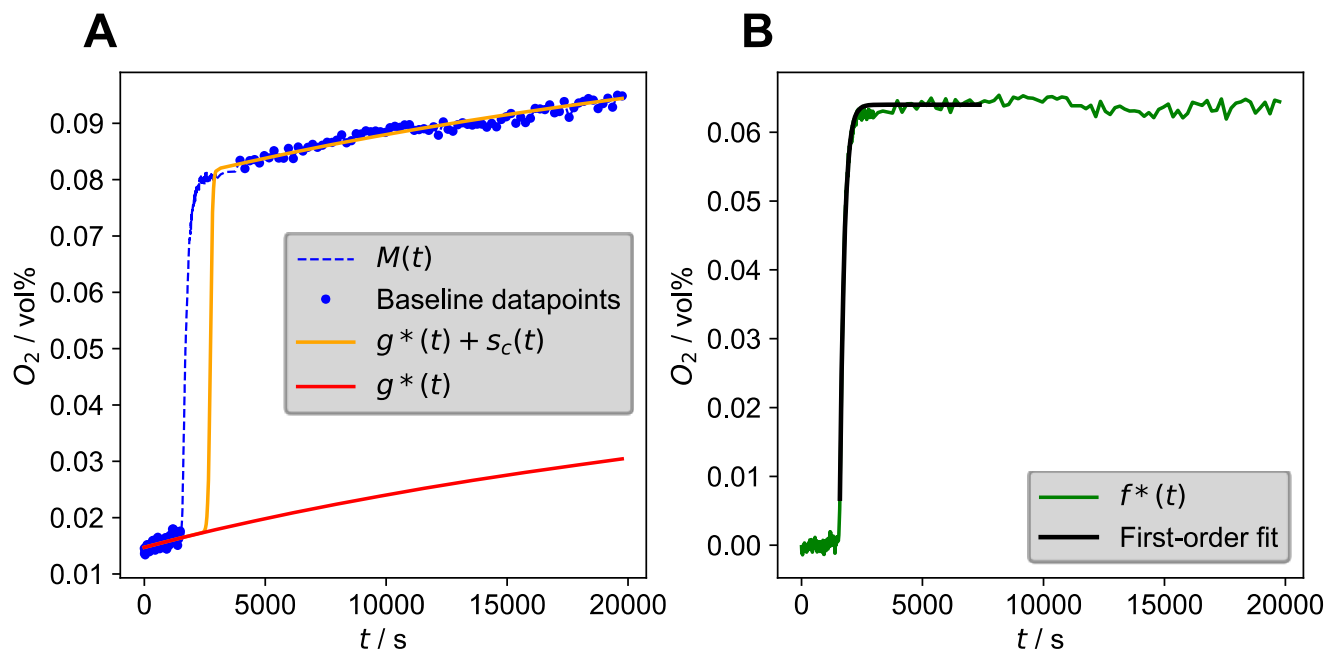 A
O₂ / vol%
0.09
0.08
0.07
0.06
0.05
0.04
0.03
0.02
0.01
M(t)
Baseline datapoints
g*(t) + s_c(t)
g*(t)
0 5000 10000 15000 20000
t / s
B
O₂ / vol%
0.06
0.05
0.04
0.03
0.02
0.01
0.00
f*(t)
First-order fit
0 5000 10000 15000 20000
t / s